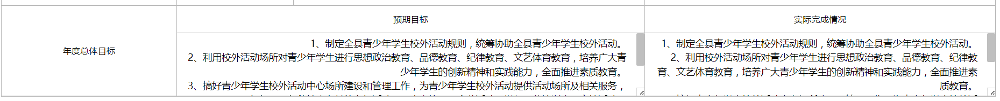 预期目标
实际完成情况
年度总体目标
1、制定全县青少年学生校外活动规则，统筹协助全县青少年学生校外活动。
2、利用校外活动场所对青少年学生进行思想政治教育、品德教育、纪律教育、文艺体育教育，培养广大青
少年学生的创新精神和实践能力，全面推进素质教育。
3、搞好青少年学生校外活动中心场所建设和管理工作，为青少年学生校外活动提供活动场所及相关服务，
1、制定全县青少年学生校外活动规则，统筹协助全县青少年学生校外活动。
2、利用校外活动场所对青少年学生进行思想政治教育、品德教育、纪律教
育、文艺体育教育，培养广大青少年学生的创新精神和实践能力，全面推进素
质教育。